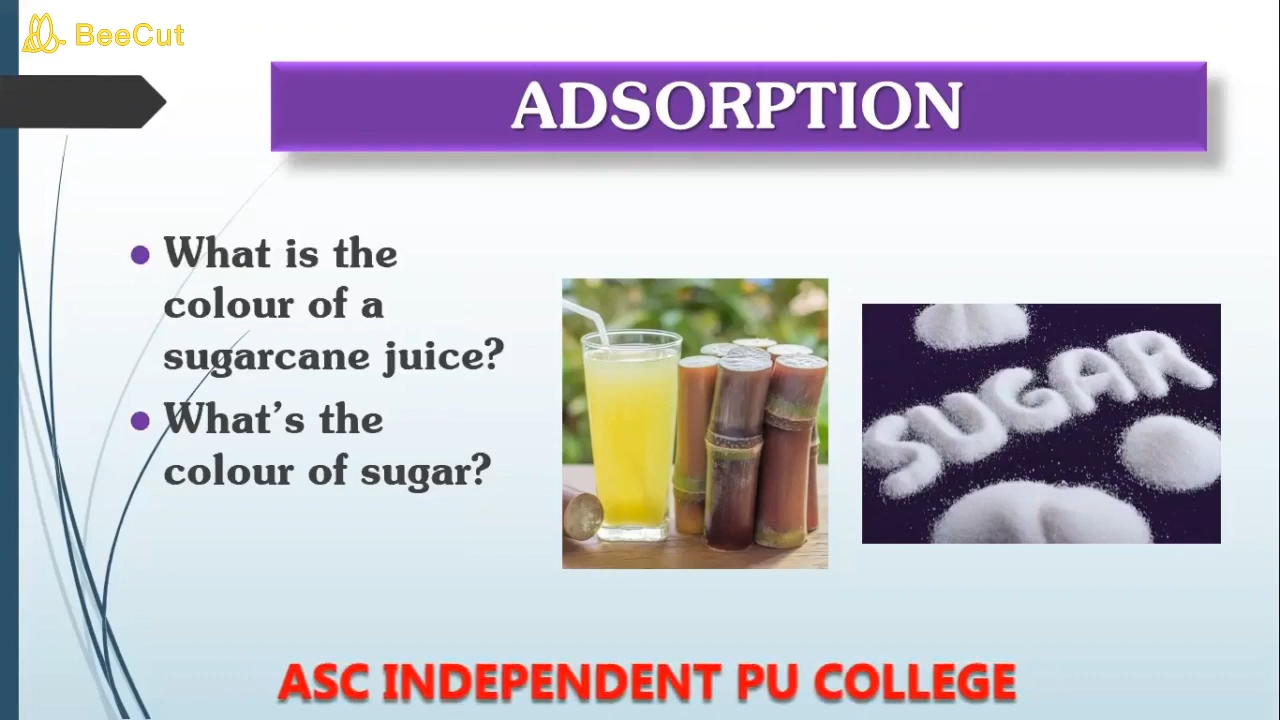 BeeCut
ADSORPTION
What is the
colour of a
sugarcane juice?
What's the
colour of sugar?
SUGAR
ASC INDEPENDENT PU COLLEGE